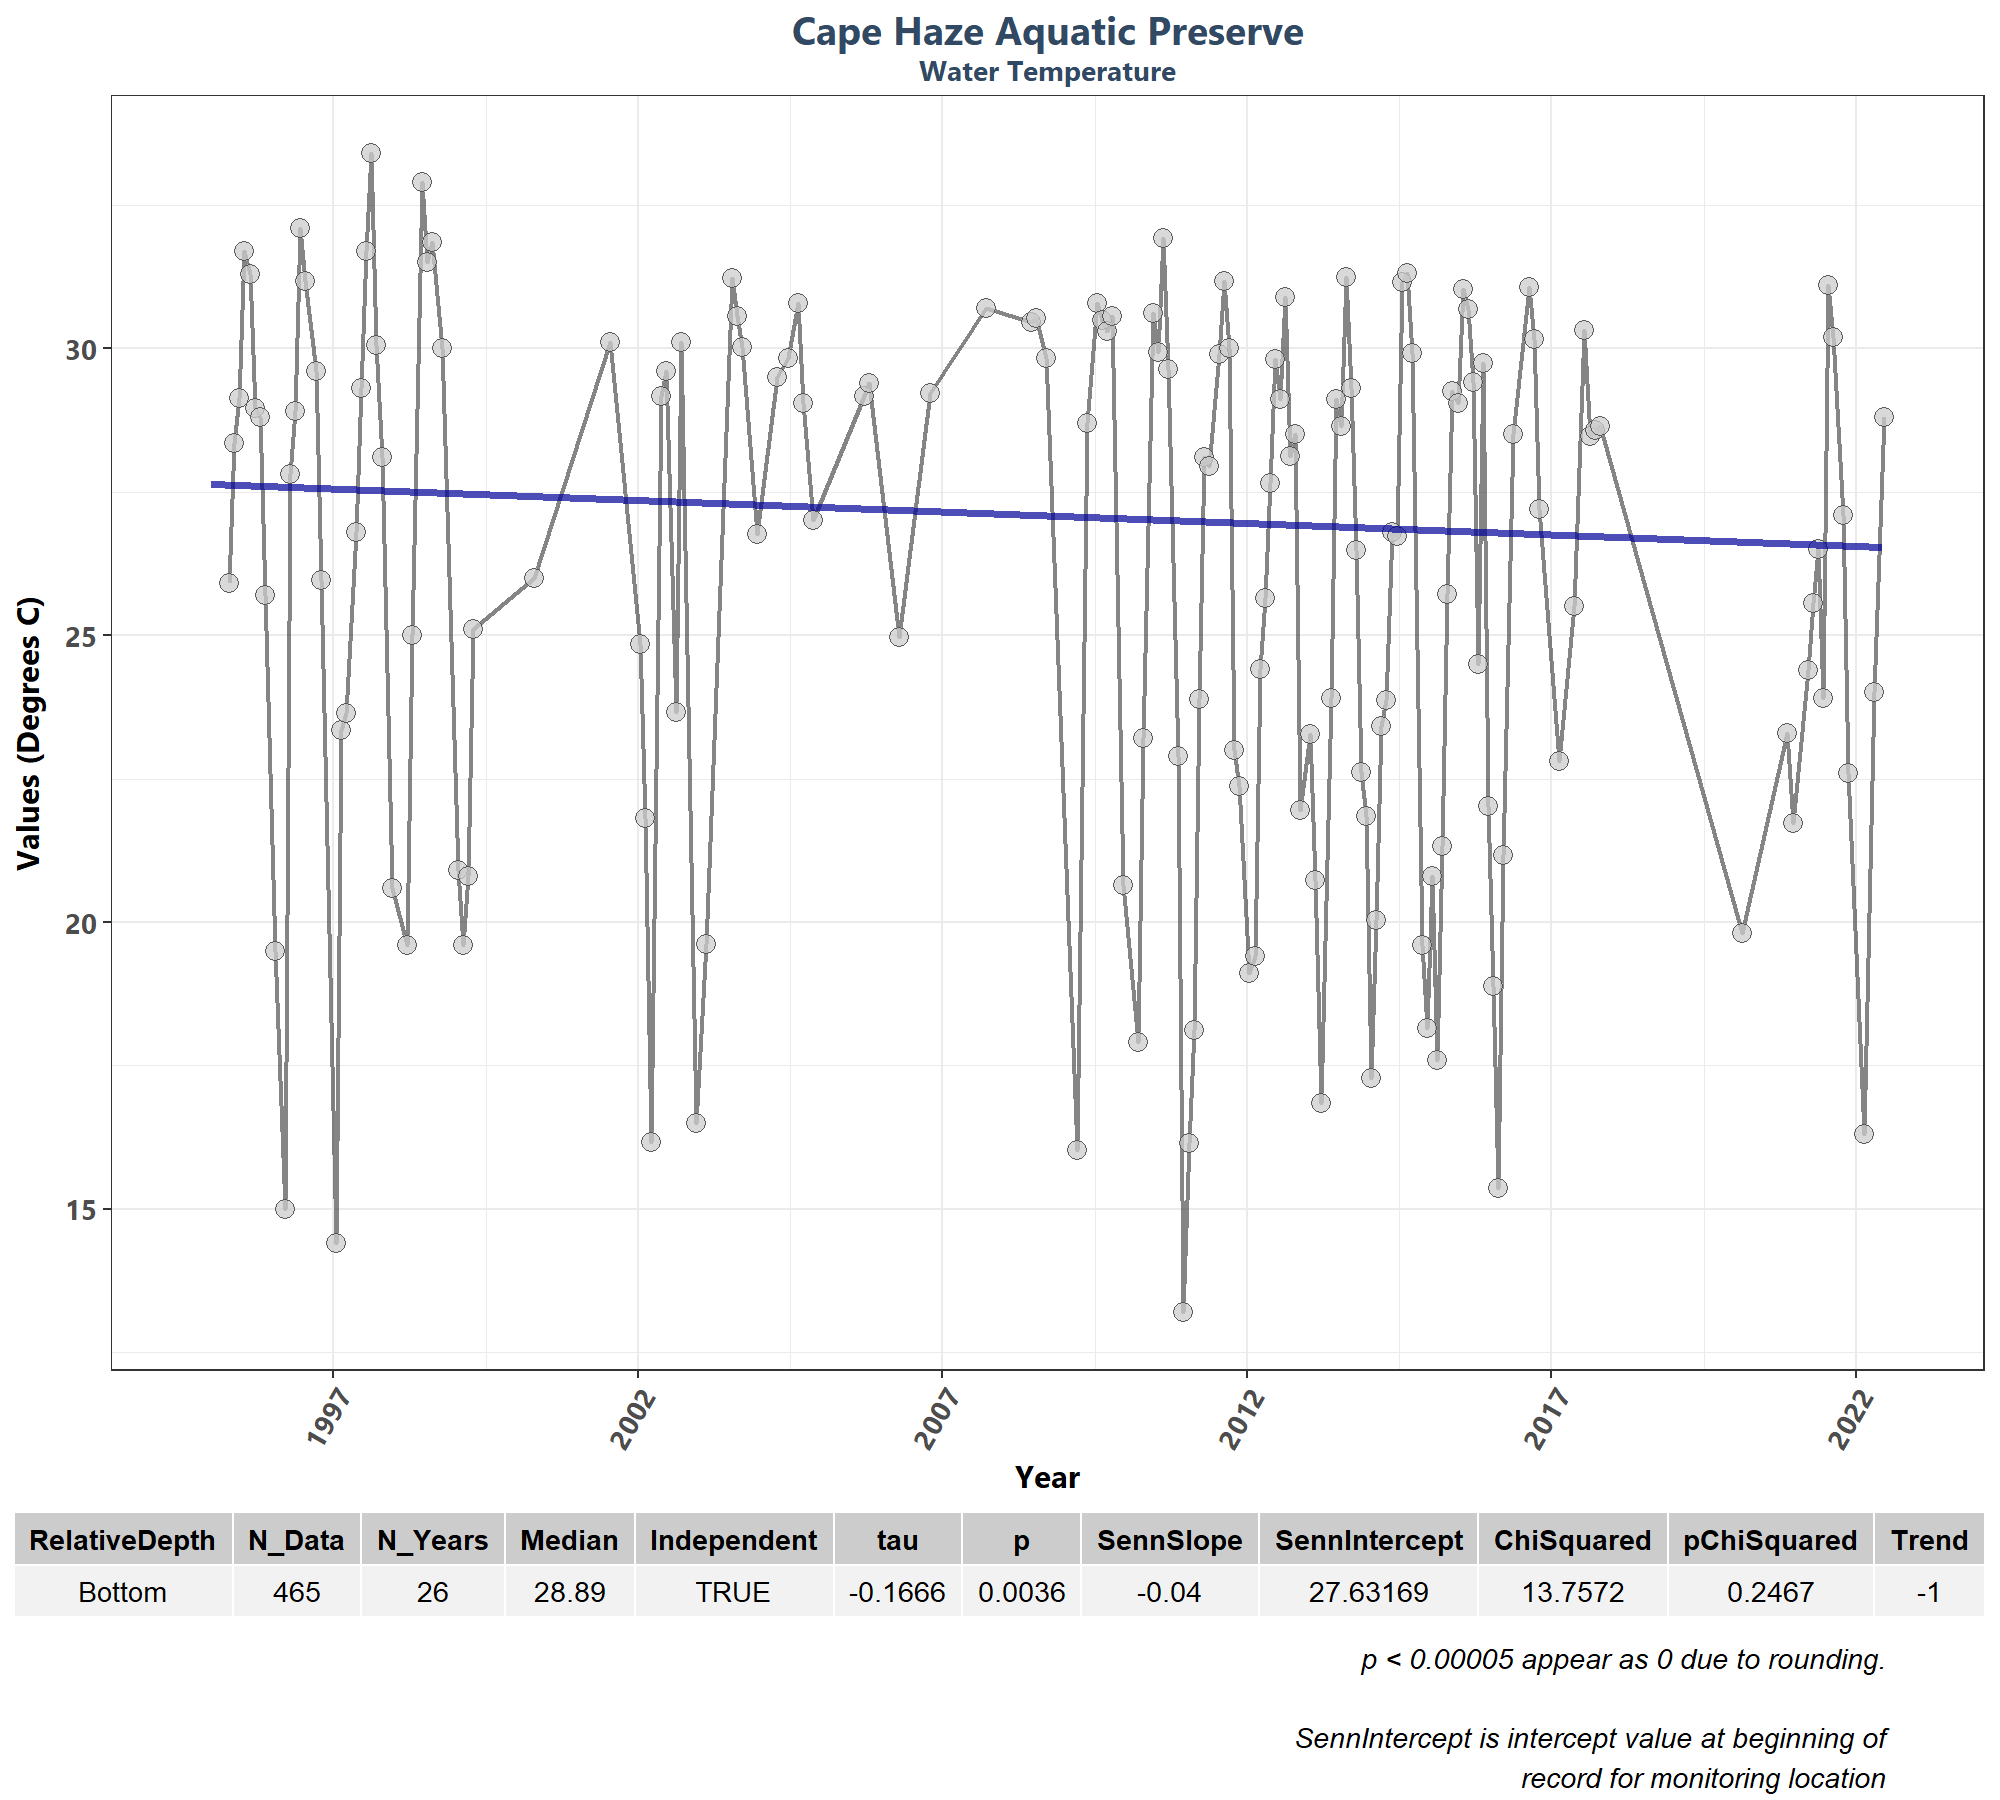 Cape Haze Aquatic Preserve
Water Temperature
Values (Degrees C)
30
25
20
15
1997 2002 2007 2012 2017 2022
Year
RelativeDepth N_Data N_Years Median Independent tau p SennSlope SennIntercept ChiSquared pChiSquared Trend
Bottom 465 26 28.89 TRUE -0.1666 0.0036 -0.04 27.63169 13.7572 0.2467 -1
p < 0.00005 appear as 0 due to rounding.
SennIntercept is intercept value at beginning of
record for monitoring location